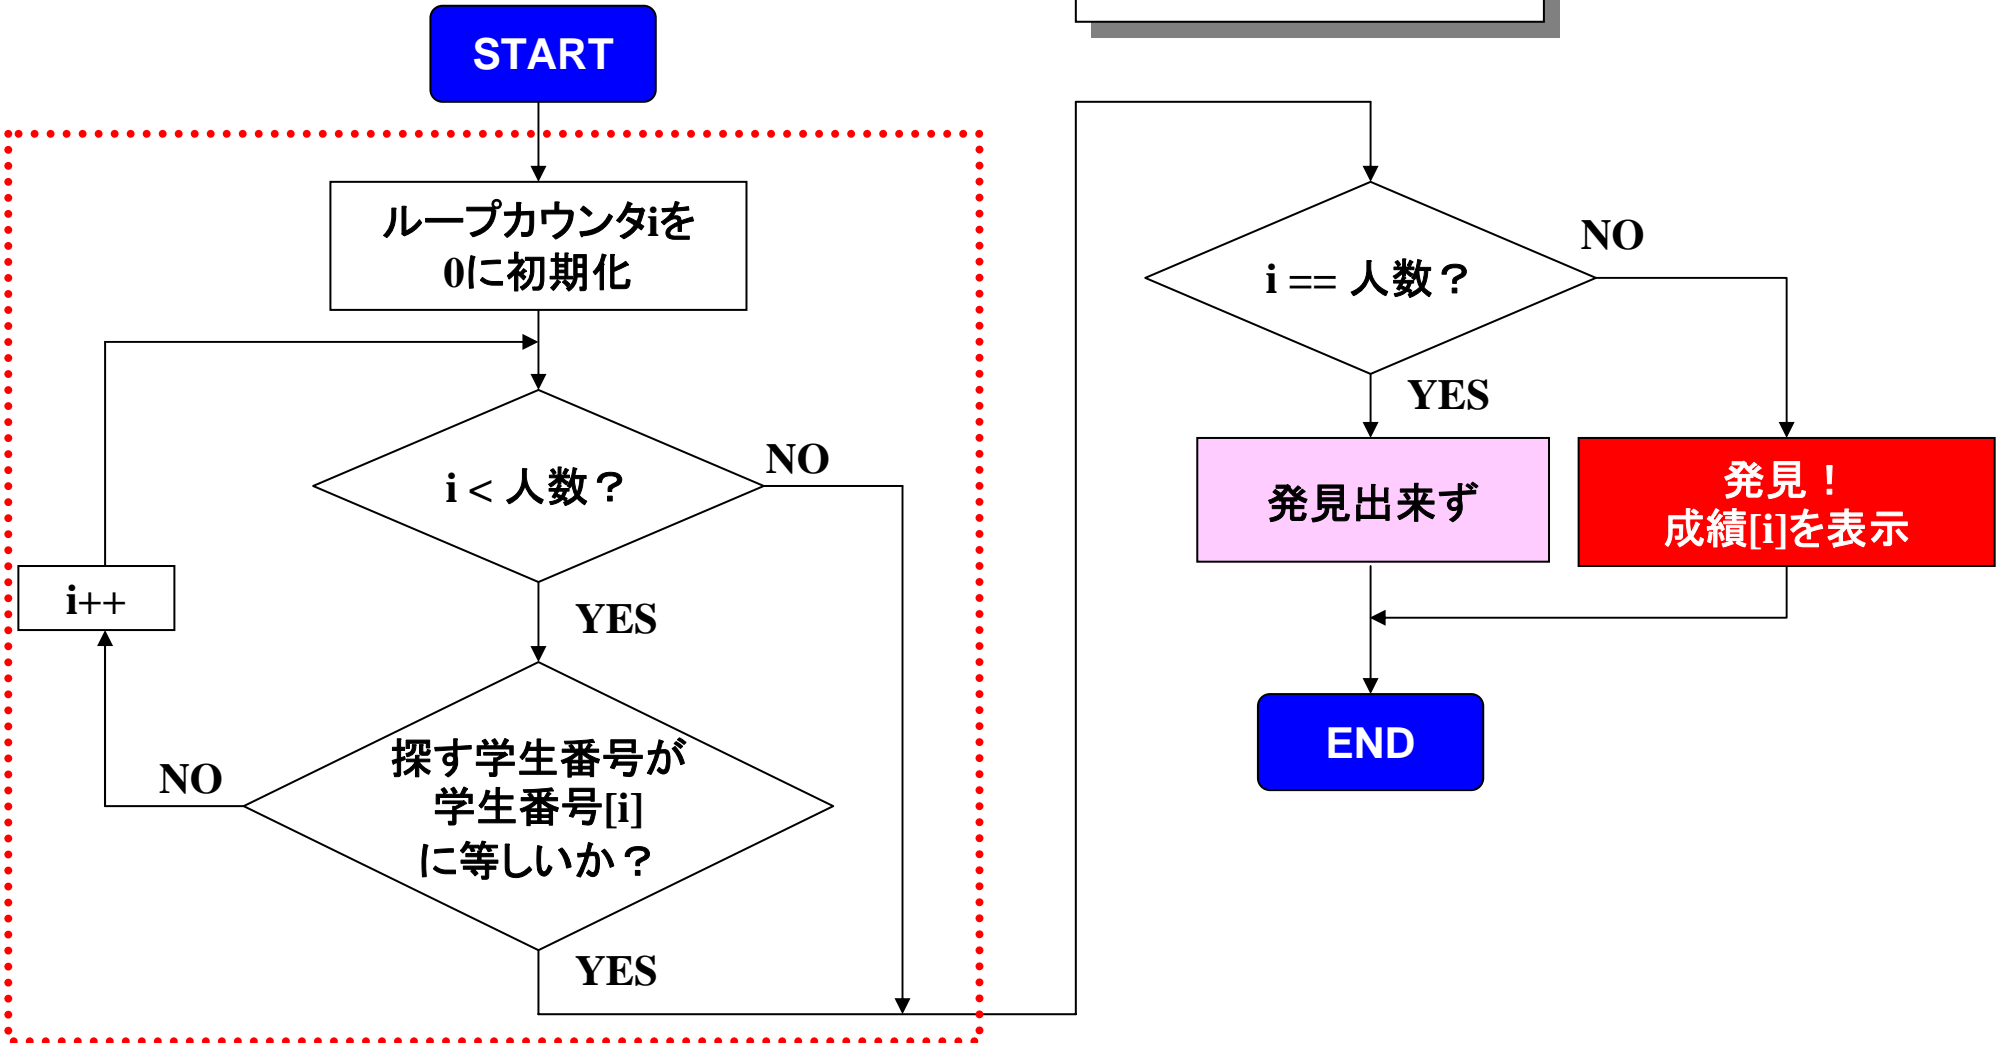 START
ループカウンタiを
0に初期化
i < 人数？
NO
YES
i++
探す学生番号が
学生番号[i]
に等しいか？
NO
YES
i == 人数？
NO
YES
発見出来ず
発見！
成績[i]を表示
END